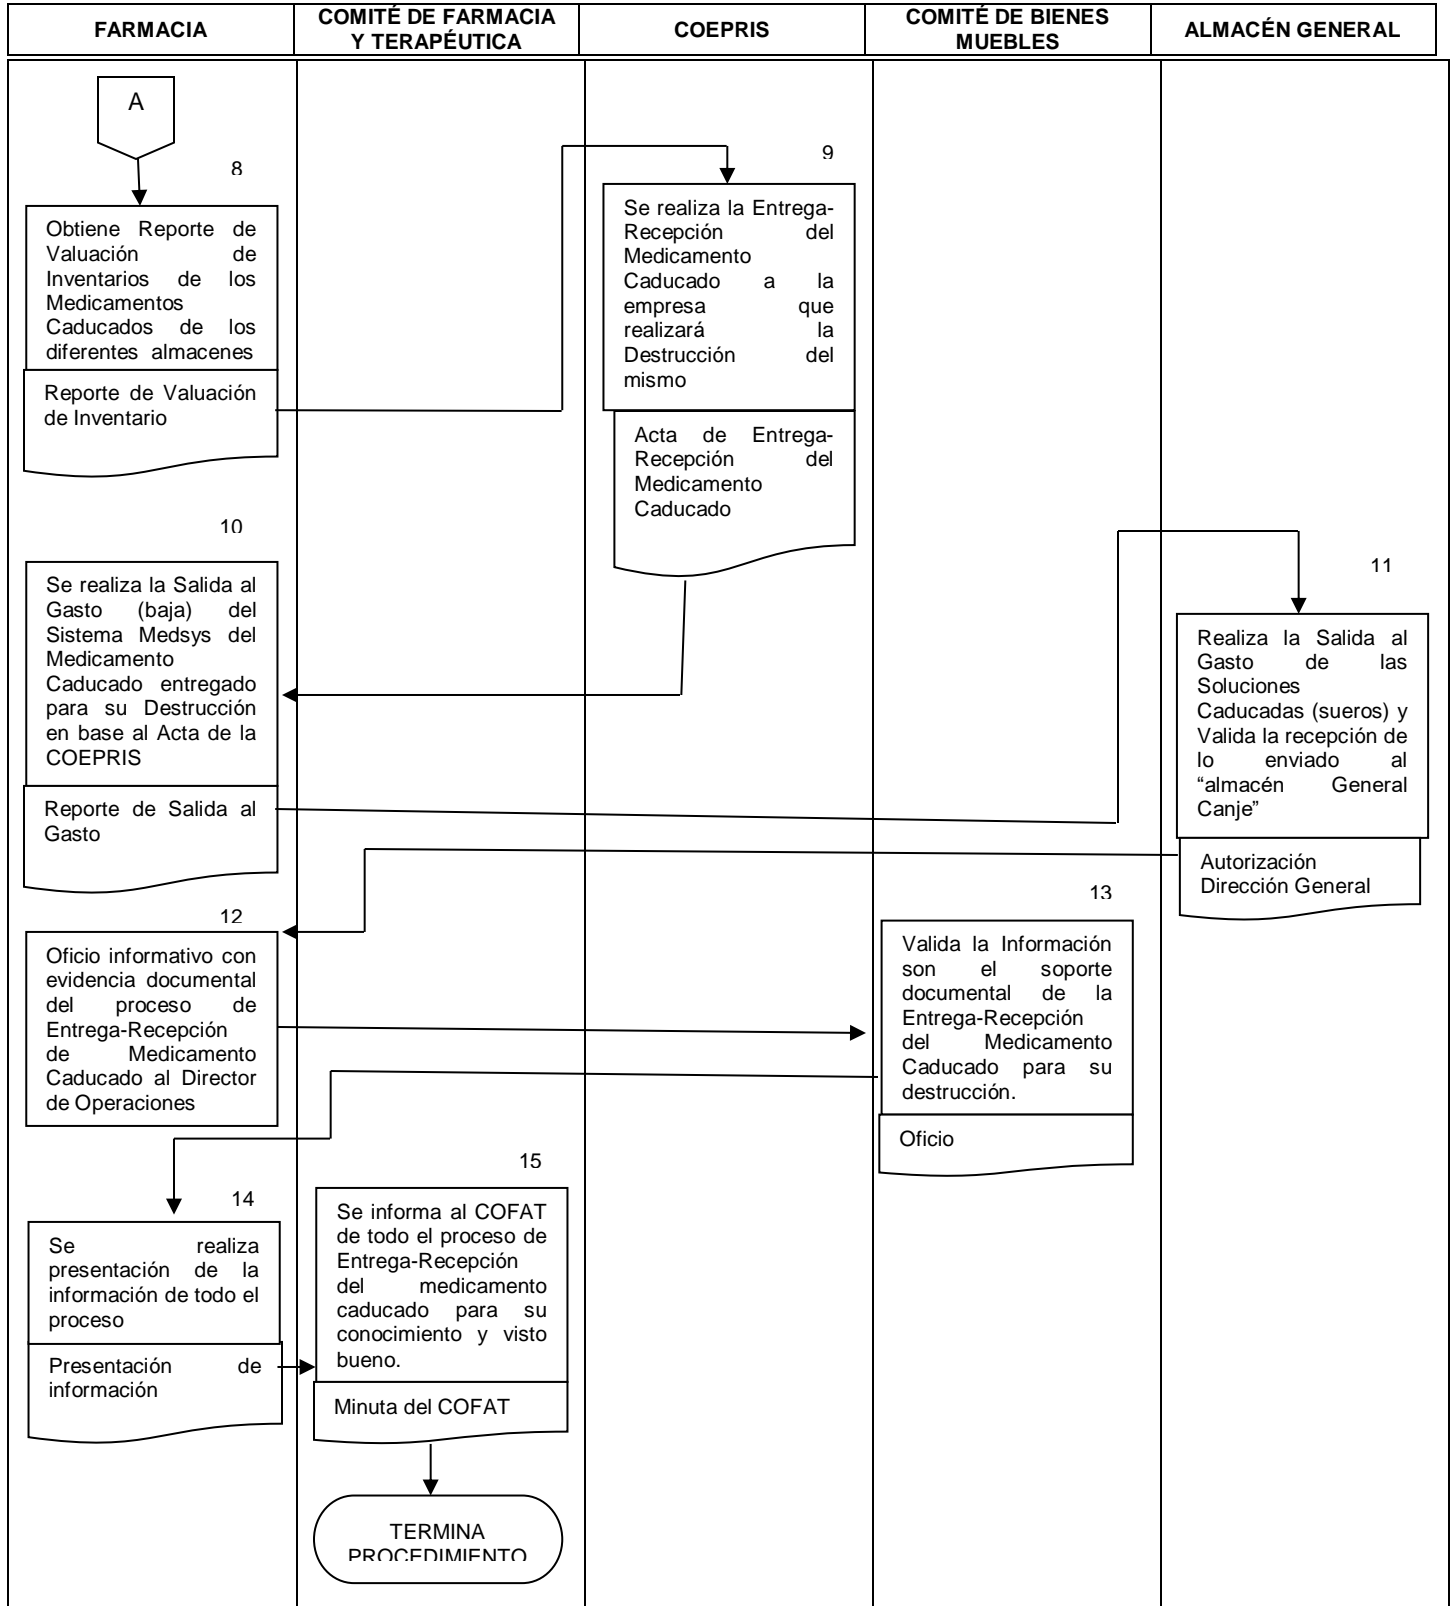 FARMACIA
COMITÉ DE FARMACIA
Y TERAPÉUTICA
COEPRIS
COMITÉ DE BIENES
MUEBLES
ALMACÉN GENERAL
A
8
Obtiene Reporte de
Valuación de
Inventarios de los
Medicamentos
Caducados de los
diferentes almacenes
Reporte de Valuación
de Inventario
9
Se realiza la Entrega-
Recepción del
Medicamento
Caducado a la
empresa que
realizará la
Destrucción del
mismo
Acta de Entrega-
Recepción del
Medicamento
Caducado
10
Se realiza la Salida al
Gasto (baja) del
Sistema Medsys del
Medicamento
Caducado entregado
para su Destrucción
en base al Acta de la
COEPRIS
Reporte de Salida al
Gasto
11
Realiza la Salida al
Gasto de las
Soluciones
Caducadas (sueros) y
Valida la recepción de
lo enviado al
“almacén General
Canje”
Autorización
Dirección General
12
Oficio informativo con
evidencia documental
del proceso de
Entrega-Recepción
de Medicamento
Caducado al Director
de Operaciones
13
Valida la Información
son el soporte
documental de la
Entrega-Recepción
del Medicamento
Caducado para su
destrucción.
Oficio
14
Se realiza
presentación de la
información de todo el
proceso
Presentación de
información
15
Se informa al COFAT
de todo el proceso de
Entrega-Recepción
del medicamento
caducado para su
conocimiento y visto
bueno.
Minuta del COFAT
TERMINA
PROCEDIMIENTO